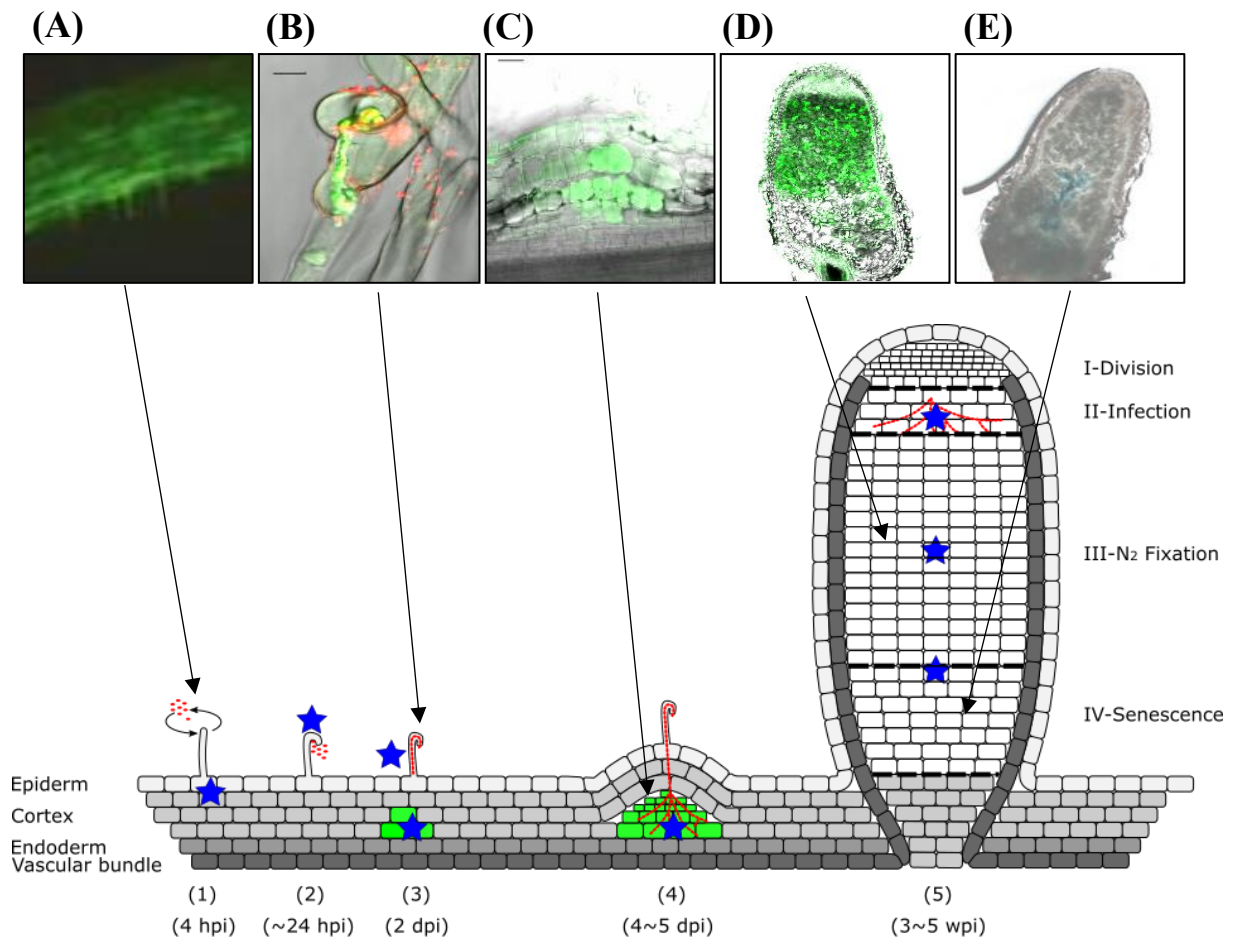 (A) (B) (C) (D) (E)
I-Division
II-Infection
III-N₂ Fixation
IV-Senescence
Epiderm
Cortex
Endoderm
Vascular bundle
(1) (2) (3) (4) (5)
(4 hpi) (~24 hpi) (2 dpi) (4~5 dpi) (3~5 wpi)